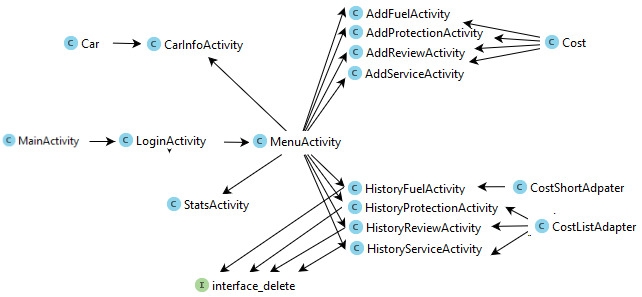 C AddFuelActivity
C AddProtectionActivity
C Car
C CarInfoActivity
C Cost
C AddReviewActivity
C AddServiceActivity
C MainActivity
C LoginActivity
C MenuActivity
C HistoryFuelActivity
C CostShortAdpater
C StatsActivity
C HistoryProtectionActivity
C HistoryReviewActivity
C CostListAdapter
C HistoryServiceActivity
I interface_delete